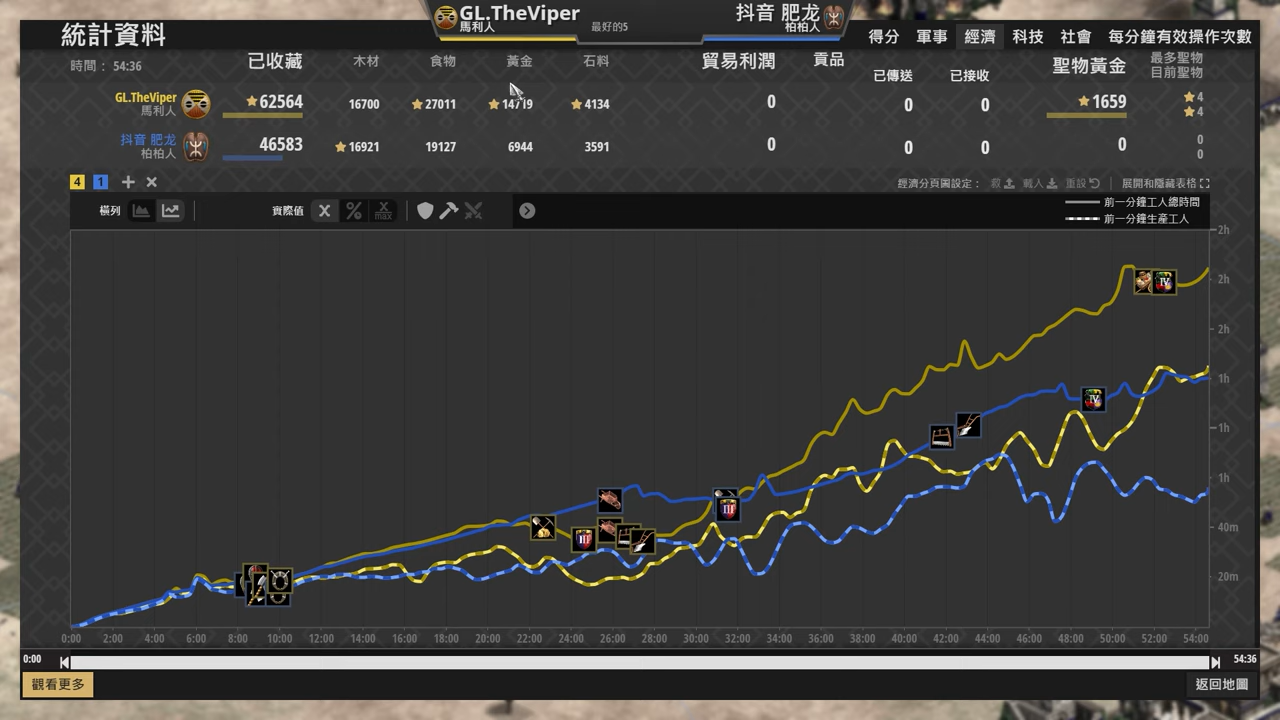 GL.TheViper
馬利人
最好的5
抖音 肥龙
柏柏人
統計資料
得分 軍事 經濟 科技 社會 每分鐘有效操作次數
時間： 54:36
已收藏 木材 食物 黃金 石料 貿易利潤 貢品 已傳送 已接收 聖物黃金 最多聖物
目前聖物
GL.TheViper
馬利人
62564 16700 27011 4134 0 0 0 1659 4
4
抖音 肥龙
柏柏人
46583 16921 19127 6944 3591 0 0 0 0 0
0
4 1
經濟分頁圖設定： 載入 重設 展開和隱藏表格
橫列 實際值 X % X max
前一分鐘工人總時間
前一分鐘生產工人
2h
2h
2h
1h
1h
1h
40m
20m
III III IV IV
0:00 2:00 4:00 6:00 8:00 10:00 12:00 14:00 16:00 18:00 20:00 22:00 24:00 26:00 28:00 30:00 32:00 34:00 36:00 38:00 40:00 42:00 44:00 46:00 48:00 50:00 52:00 54:00
0:00 54:36
觀看更多 返回地圖